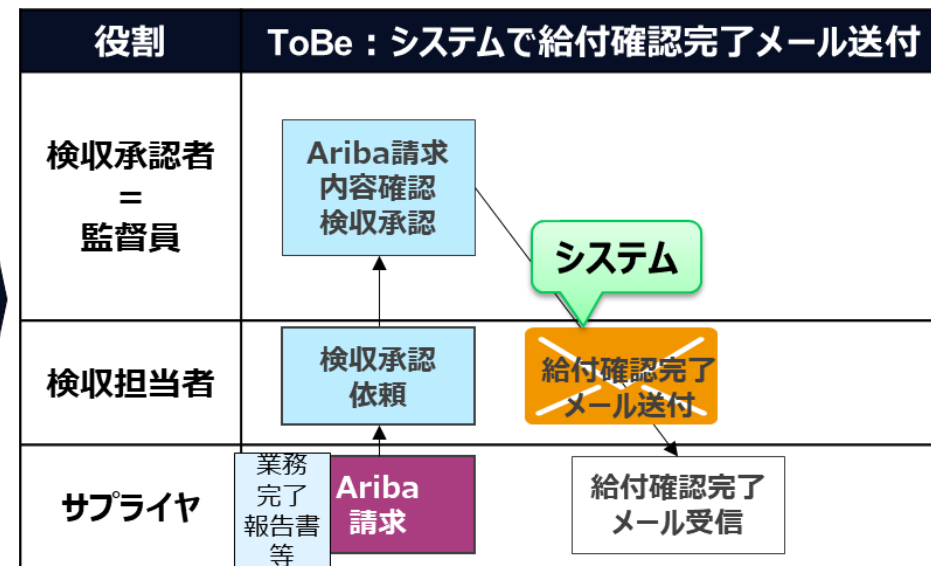 役割
ToBe：システムで給付確認完了メール送付
検収承認者
＝
監督員
Ariba請求
内容確認
検収承認
システム
検収担当者
検収承認
依頼
給付確認完了
メール送付
サプライヤ
業務
完了
報告書
等
Ariba
請求
給付確認完了
メール受信